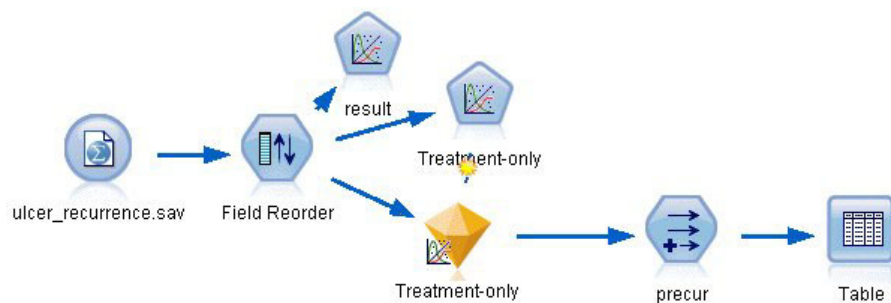 result
Treatment-only
ulcer_recurrence.sav
Field Reorder
Treatment-only
precur
Table